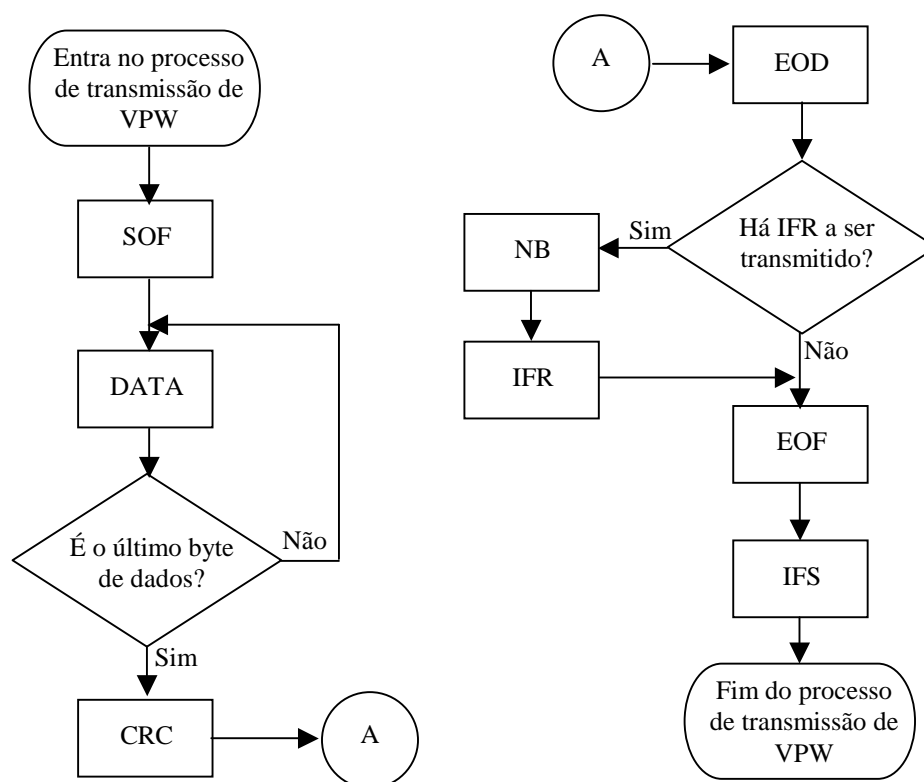 Entra no processo
de transmissão de
VPW
SOF
DATA
É o último byte
de dados?
Não
Sim
CRC
A
A
EOD
Há IFR a ser
transmitido?
Sim
NB
IFR
Não
EOF
IFS
Fim do processo
de transmissão de
VPW